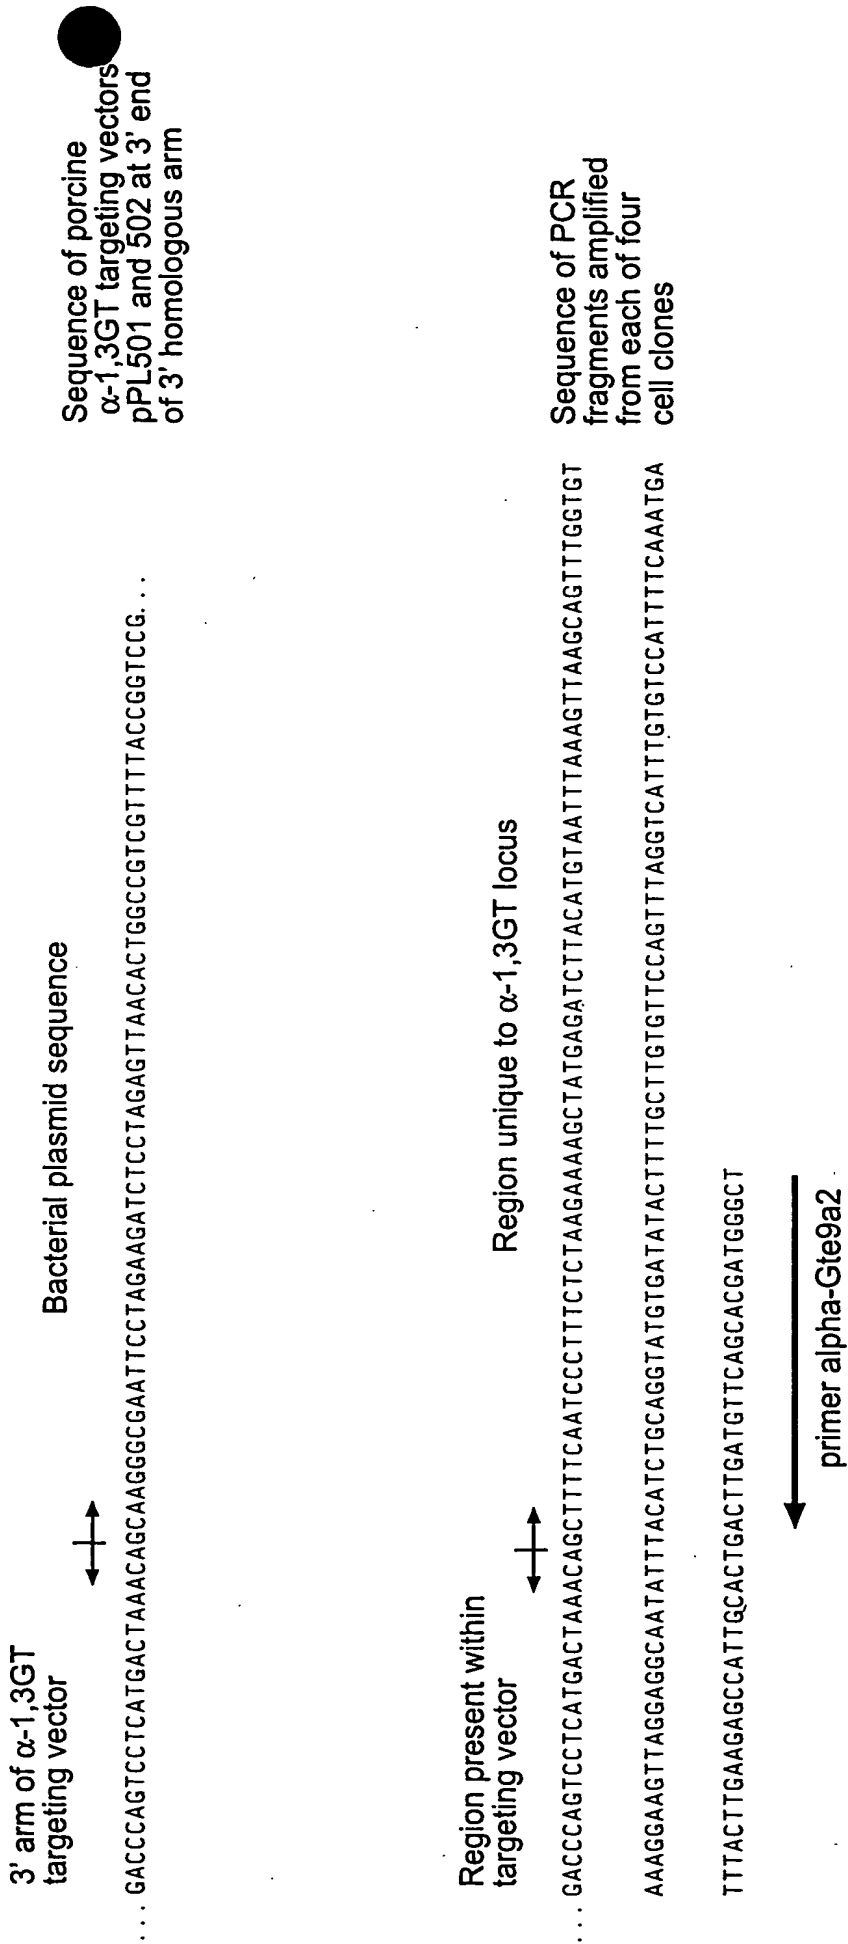 3' arm of α-1,3GT
targeting vector
Bacterial plasmid sequence
...GACCCAGTCCTCATGACTAAACAGCAAGGGCGAATTCCTAGAAGATCTCCTAGAGTTAACACTGGCCGTCGTTTTACCGGTCCG...
Sequence of porcine
α-1,3GT targeting vectors
pPL501 and 502 at 3' end
of 3' homologous arm
Region present within
targeting vector
Region unique to α-1,3GT locus
...GACCCAGTCCTCATGACTAAACAGCTTTTCAATCCCTTTCTCTAAGAAAAGCTATGAGATCTTACATGTAATTTAAAGTTAAGCAGTTTGGTGT
AAAGGAAGTTAGGAGGCAATATTTACATCTGCAGGTATGTGATATACTTTTGCTTGTGTTCCAGTTTAGGTCATTTGTGTCCATTTTCAAATGA
TTTACTTGAAGAGCCATTGCACTGACTTGATGTTCAGCACGATGGGCT
Sequence of PCR
fragments amplified
from each of four
cell clones
primer alpha-Gte9a2